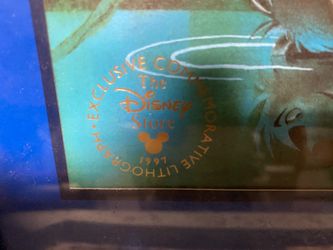 EXCLUSIVE COMMEMORATIVE LITHOGRAPH
The
Disney
Store
1997